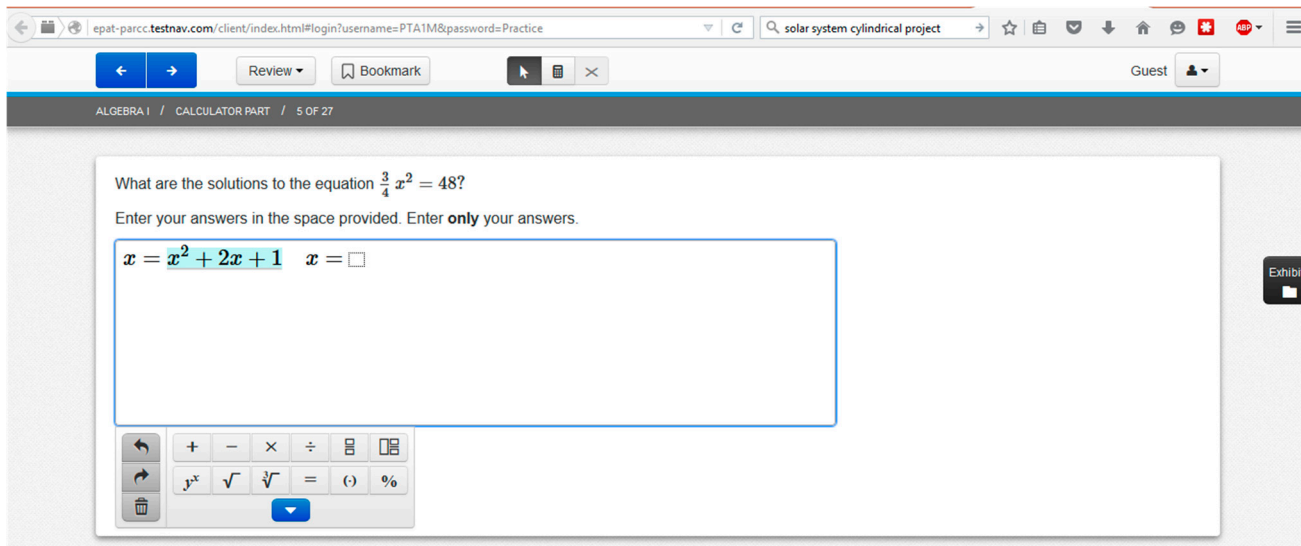 epat-parcc.testnav.com/client/index.html#login?username=PTA1M&password=Practice solar system cylindrical project ABP
Review Bookmark Guest
ALGEBRA I / CALCULATOR PART / 5 OF 27
What are the solutions to the equation 3/4 x² = 48?
Enter your answers in the space provided. Enter only your answers.
x = x² + 2x + 1 x = □
Exhibi
+ − × ÷
yˣ √ ∛ = (·) %